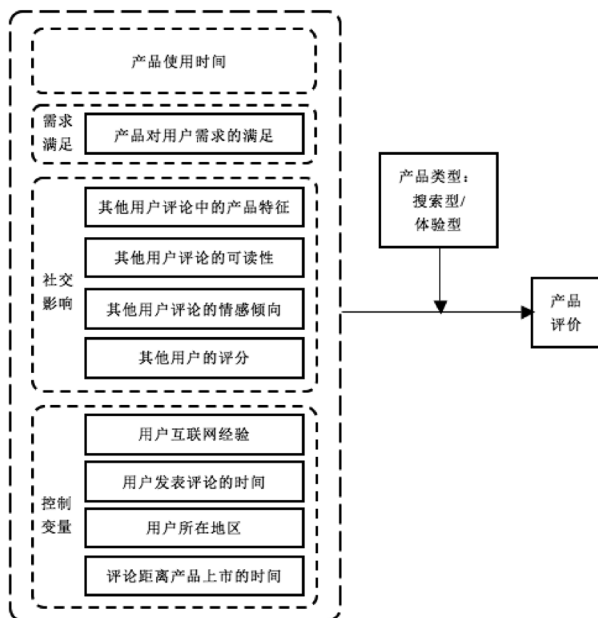 产品使用时间
需求
满足
产品对用户需求的满足
社交
影响
其他用户评论中的产品特征
其他用户评论的可读性
其他用户评论的情感倾向
其他用户的评分
控制
变量
用户互联网经验
用户发表评论的时间
用户所在地区
评论距离产品上市的时间
产品类型：
搜索型/
体验型
产品
评价